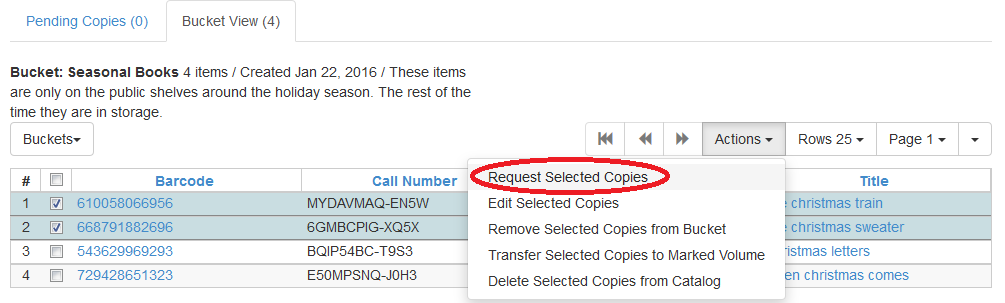 Pending Copies (0) Bucket View (4)
Bucket: Seasonal Books 4 items / Created Jan 22, 2016 / These items
are only on the public shelves around the holiday season. The rest of the
time they are in storage.
Buckets Actions Rows 25 Page 1
# Barcode Call Number Title
Request Selected Copies
Edit Selected Copies
Remove Selected Copies from Bucket
Transfer Selected Copies to Marked Volume
Delete Selected Copies from Catalog
1 610058066956 MYDAVMAQ-EN5W christmas train
2 668791882696 6GMBCPIG-XQ5X christmas sweater
3 543629969293 BQIP54BC-T9S3 letters
4 729428651323 E50MPSNQ-J0H3 christmas comes